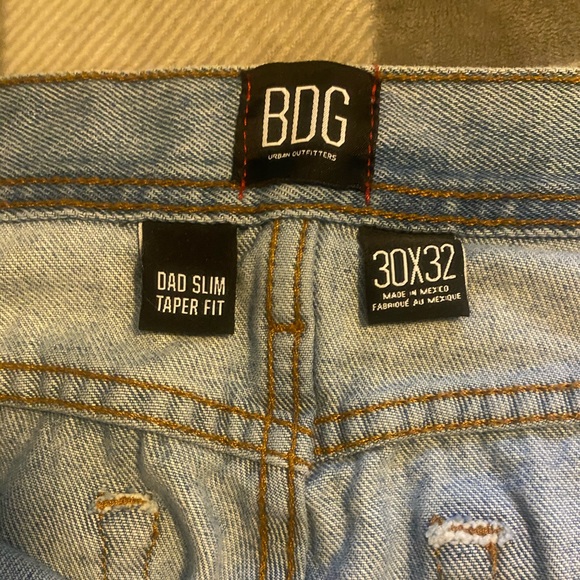 BDG
URBAN OUTFITTERS
DAD SLIM
TAPER FIT
30X32
MADE IN MEXICO
FABRIQUÉ AU MEXIQUE